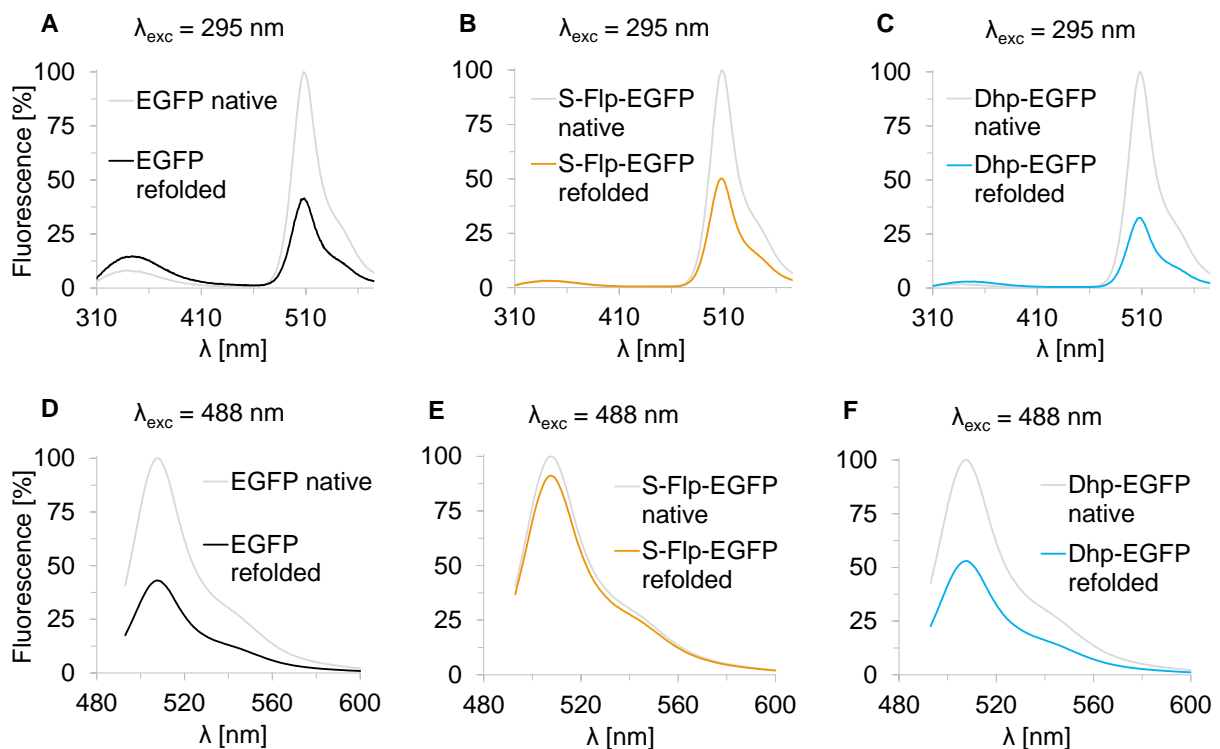 A
λexc = 295 nm
Fluorescence [%]
100
75
50
25
0
EGFP native
EGFP
refolded
310
410
510
λ [nm]
B
λexc = 295 nm
100
75
50
25
0
S-Flp-EGFP
native
S-Flp-EGFP
refolded
310
410
510
λ [nm]
C
λexc = 295 nm
100
75
50
25
0
Dhp-EGFP
native
Dhp-EGFP
refolded
310
410
510
λ [nm]
D
λexc = 488 nm
Fluorescence [%]
100
75
50
25
0
EGFP native
EGFP
refolded
480
520
560
600
λ [nm]
E
λexc = 488 nm
100
75
50
25
0
S-Flp-EGFP
native
S-Flp-EGFP
refolded
480
520
560
600
λ [nm]
F
λexc = 488 nm
100
75
50
25
0
Dhp-EGFP
native
Dhp-EGFP
refolded
480
520
560
600
λ [nm]